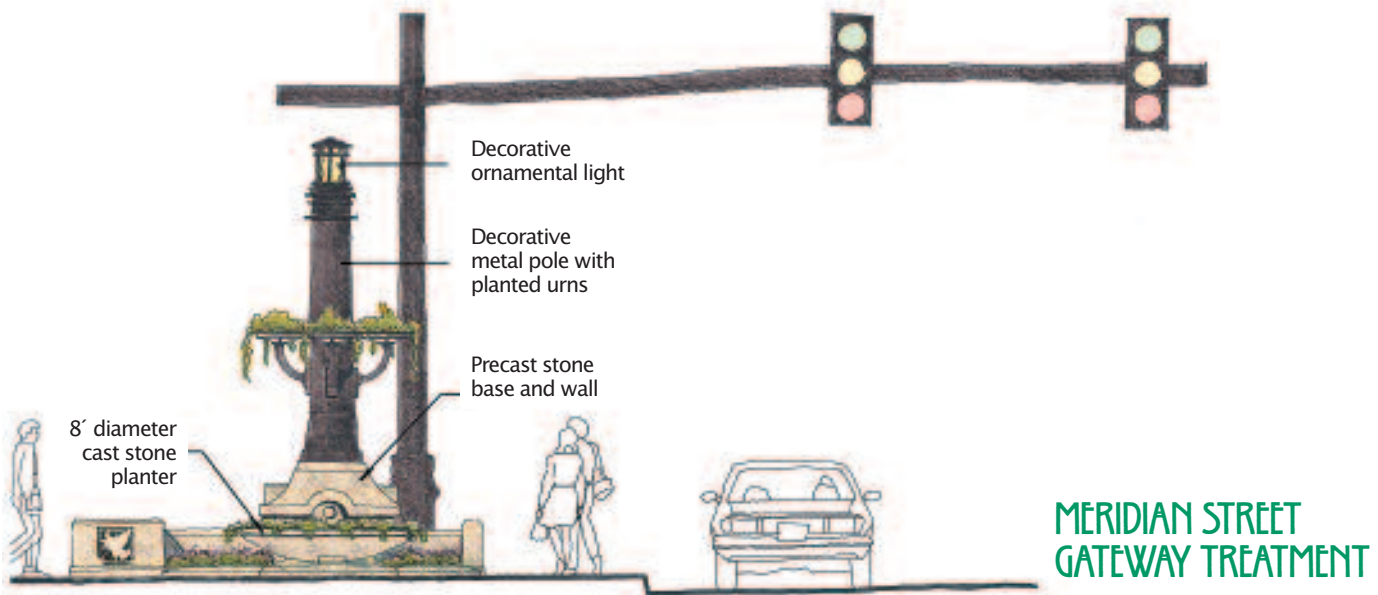 Decorative
ornamental light
Decorative
metal pole with
planted urns
Precast stone
base and wall
8´ diameter
cast stone
planter
MERIDIAN STREET
GATEWAY TREATMENT